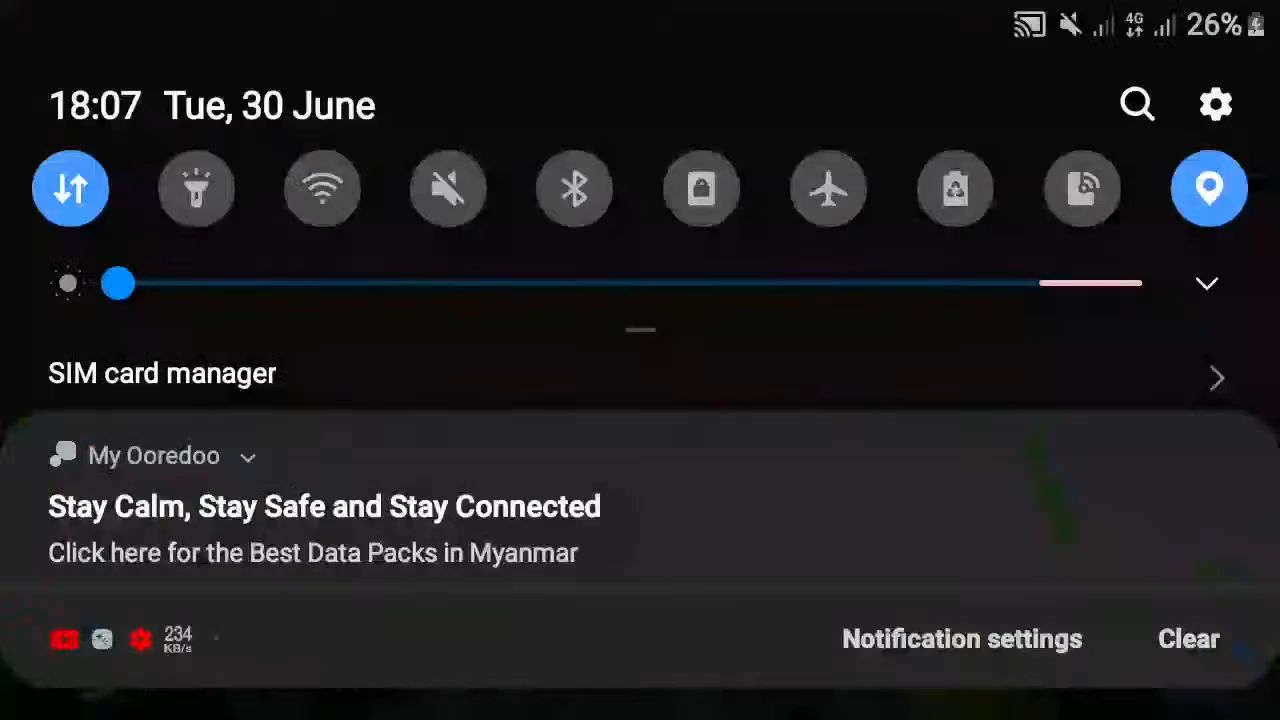 4G 26%
18:07 Tue, 30 June
SIM card manager
My Ooredoo
Stay Calm, Stay Safe and Stay Connected
Click here for the Best Data Packs in Myanmar
234
KB/s
Notification settings Clear